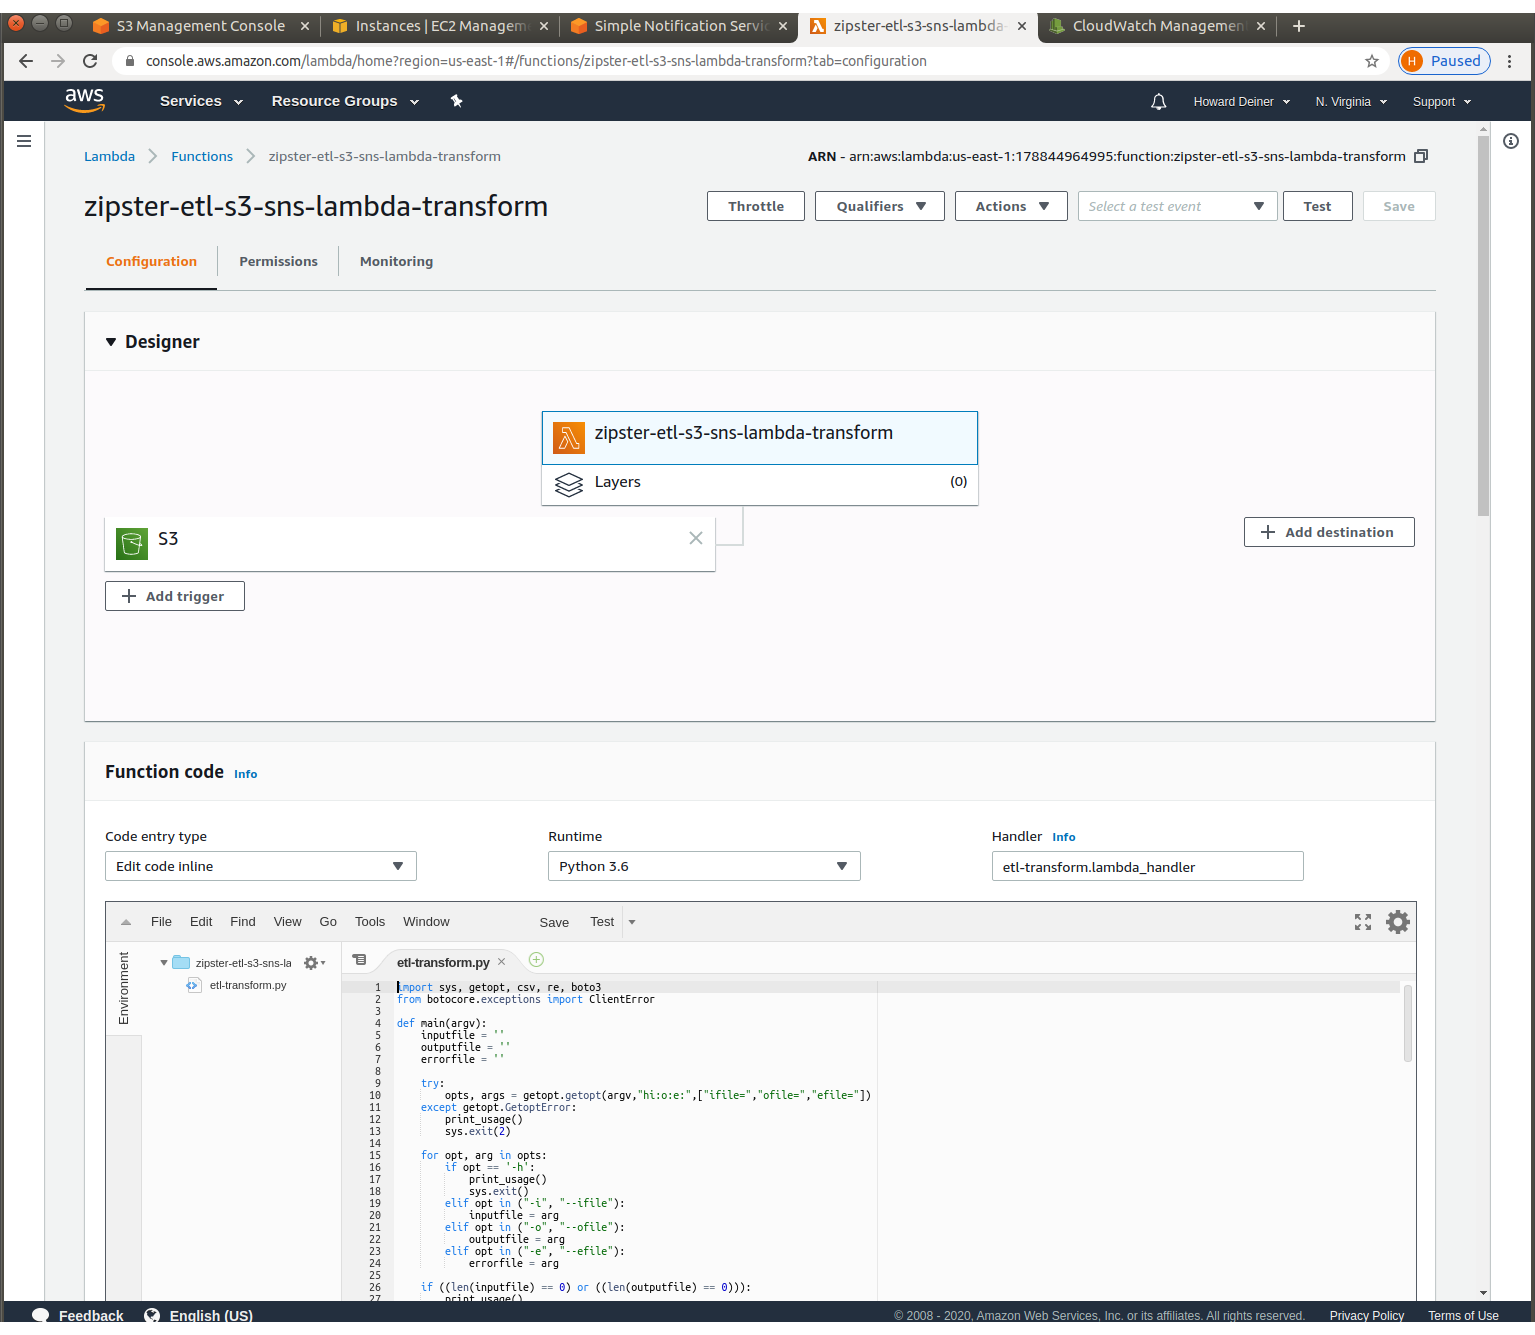 S3 Management Console
Instances | EC2 Managem
Simple Notification Servic
zipster-etl-s3-sns-lambda-
CloudWatch Management
console.aws.amazon.com/lambda/home?region=us-east-1#/functions/zipster-etl-s3-sns-lambda-transform?tab=configuration
H Paused
aws Services Resource Groups Howard Deiner N. Virginia Support
Lambda Functions zipster-etl-s3-sns-lambda-transform
ARN - arn:aws:lambda:us-east-1:178844964995:function:zipster-etl-s3-sns-lambda-transform
zipster-etl-s3-sns-lambda-transform
Throttle Qualifiers Actions Select a test event Test Save
Configuration Permissions Monitoring
Designer
zipster-etl-s3-sns-lambda-transform
Layers (0)
S3
Add destination
Add trigger
Function code Info
Code entry type Runtime Handler Info
Edit code inline Python 3.6 etl-transform.lambda_handler
File Edit Find View Go Tools Window Save Test
Environment
zipster-etl-s3-sns-la
etl-transform.py
etl-transform.py
1 import sys, getopt, csv, re, boto3
2 from botocore.exceptions import ClientError
3
4 def main(argv):
5 inputfile = ''
6 outputfile = ''
7 errorfile = ''
8
9 try:
10 opts, args = getopt.getopt(argv,"hi:o:e:",["ifile=","ofile=","efile="])
11 except getopt.GetoptError:
12 print_usage()
13 sys.exit(2)
14
15 for opt, arg in opts:
16 if opt == '-h':
17 print_usage()
18 sys.exit()
19 elif opt in ("-i", "--ifile"):
20 inputfile = arg
21 elif opt in ("-o", "--ofile"):
22 outputfile = arg
23 elif opt in ("-e", "--efile"):
24 errorfile = arg
25
26 if ((len(inputfile) == 0) or ((len(outputfile) == 0))):
27 print_usage()
Feedback English (US) © 2008 - 2020, Amazon Web Services, Inc. or its affiliates. All rights reserved. Privacy Policy Terms of Use